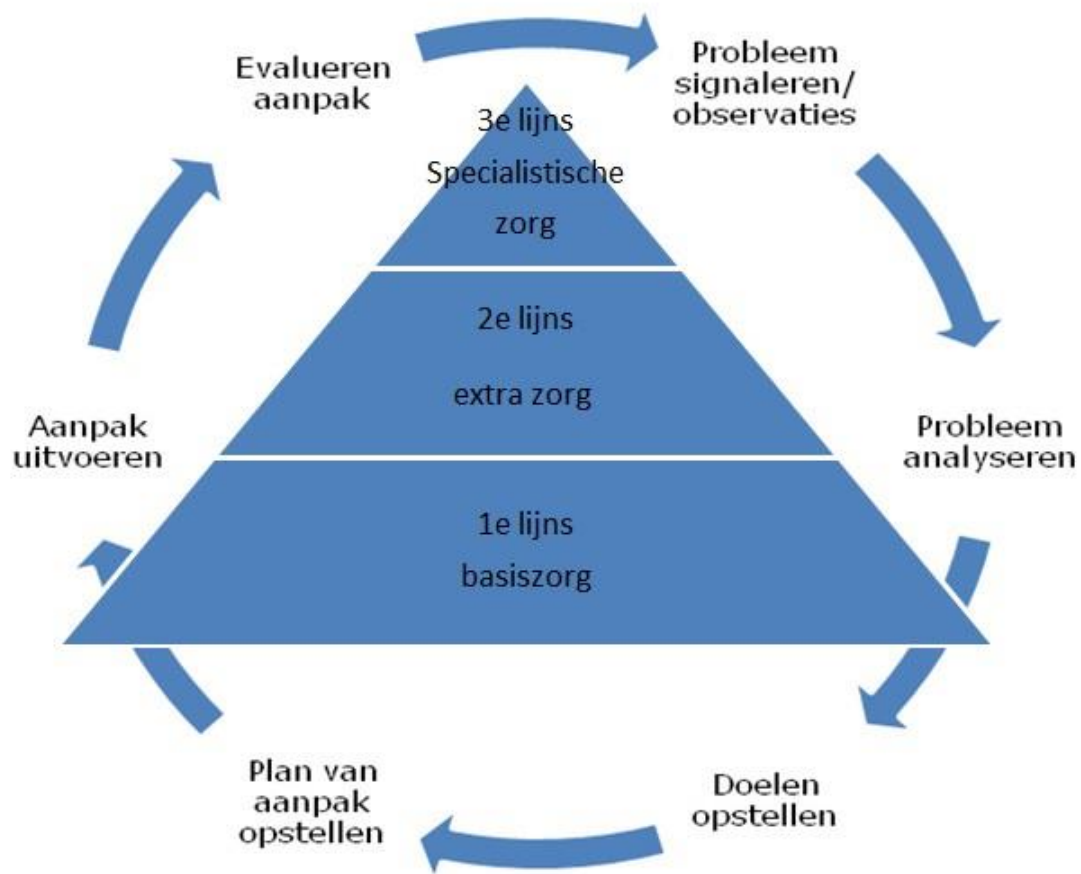 Evalueren
aanpak
Probleem
signaleren/
observaties
3e lijns
Specialistische
zorg
2e lijns
extra zorg
Aanpak
uitvoeren
Probleem
analyseren
1e lijns
basiszorg
Plan van
aanpak
opstellen
Doelen
opstellen